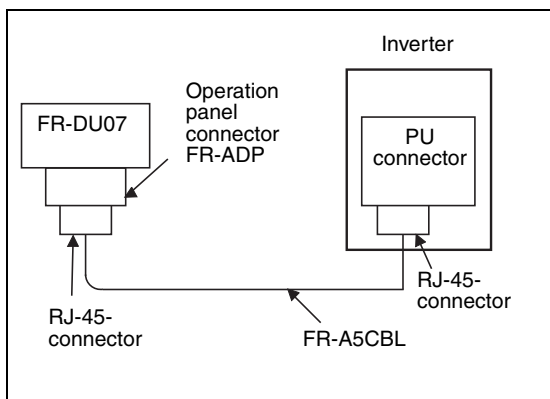 Inverter
FR-DU07
Operation
panel
connector
FR-ADP
PU
connector
RJ-45-
connector
RJ-45-
connector
FR-A5CBL